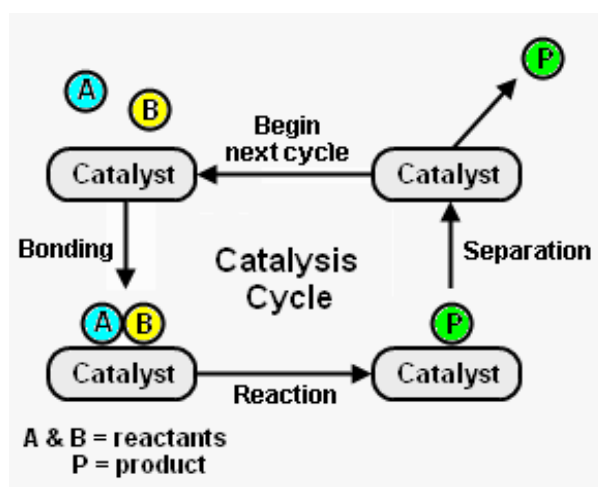 A
B
P
Begin
next cycle
Catalyst
Catalyst
Bonding
Catalysis
Cycle
Separation
A
B
P
Catalyst
Reaction
Catalyst
A & B = reactants
P = product